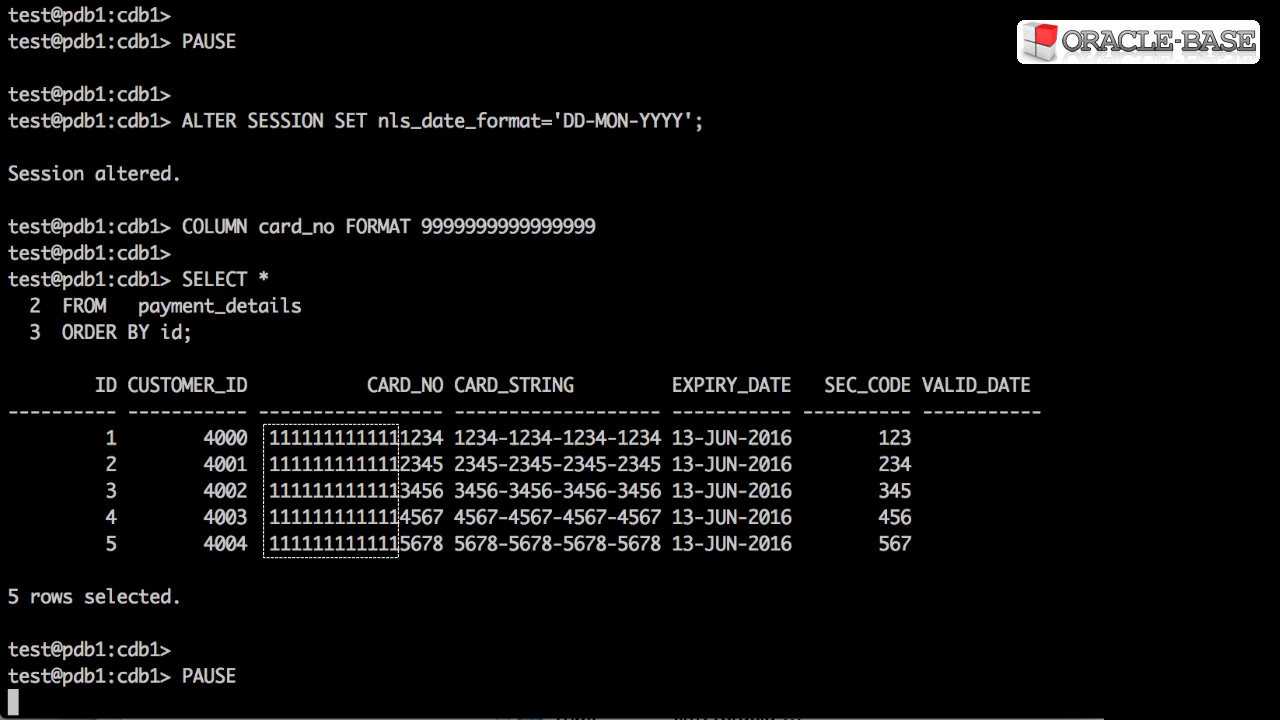 test@pdb1:cdb1>
test@pdb1:cdb1> PAUSE
ORACLE-BASE
test@pdb1:cdb1>
test@pdb1:cdb1> ALTER SESSION SET nls_date_format='DD-MON-YYYY';
Session altered.
test@pdb1:cdb1> COLUMN card_no FORMAT 9999999999999999
test@pdb1:cdb1>
test@pdb1:cdb1> SELECT *
2 FROM payment_details
3 ORDER BY id;
ID CUSTOMER_ID CARD_NO CARD_STRING EXPIRY_DATE SEC_CODE VALID_DATE
---------- ----------- ----------------- ------------------- ----------- ---------- -----------
1 4000 1111111111111234 1234-1234-1234-1234 13-JUN-2016 123
2 4001 1111111111112345 2345-2345-2345-2345 13-JUN-2016 234
3 4002 1111111111113456 3456-3456-3456-3456 13-JUN-2016 345
4 4003 1111111111114567 4567-4567-4567-4567 13-JUN-2016 456
5 4004 1111111111115678 5678-5678-5678-5678 13-JUN-2016 567
5 rows selected.
test@pdb1:cdb1>
test@pdb1:cdb1> PAUSE